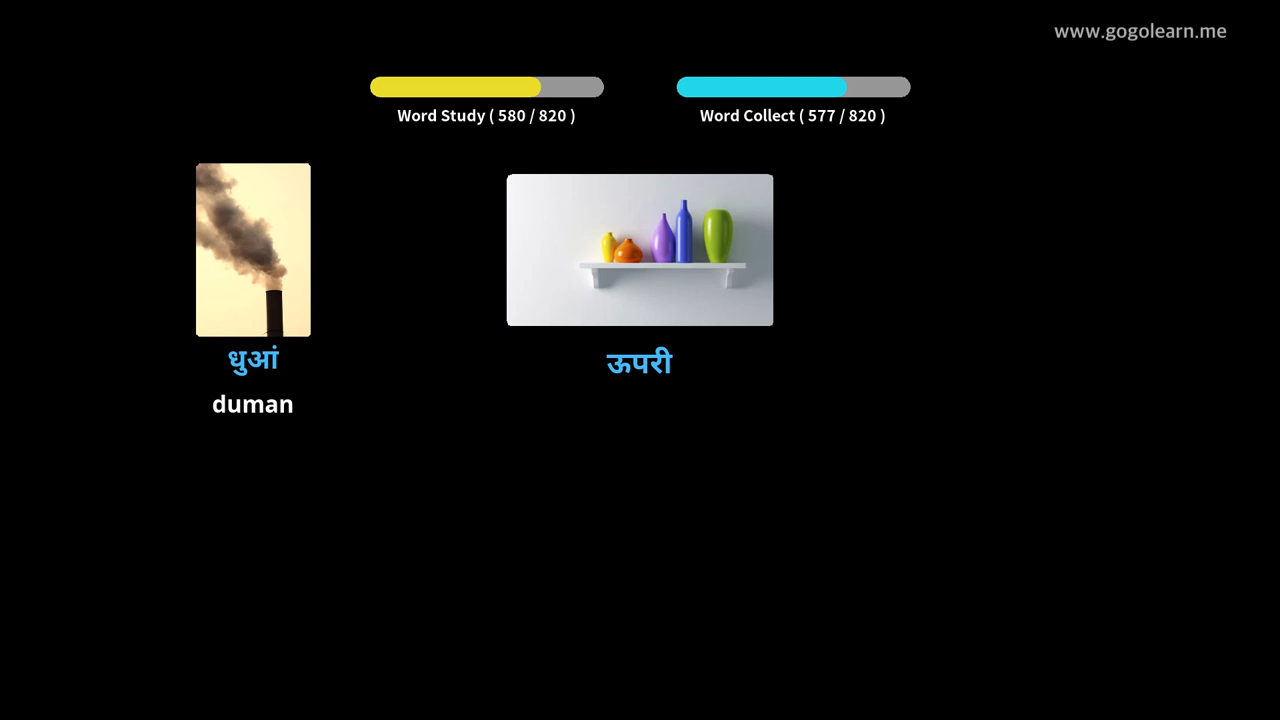 www.gogolearn.me
Word Study ( 580 / 820 )
Word Collect ( 577 / 820 )
धुआं
duman
ऊपरी